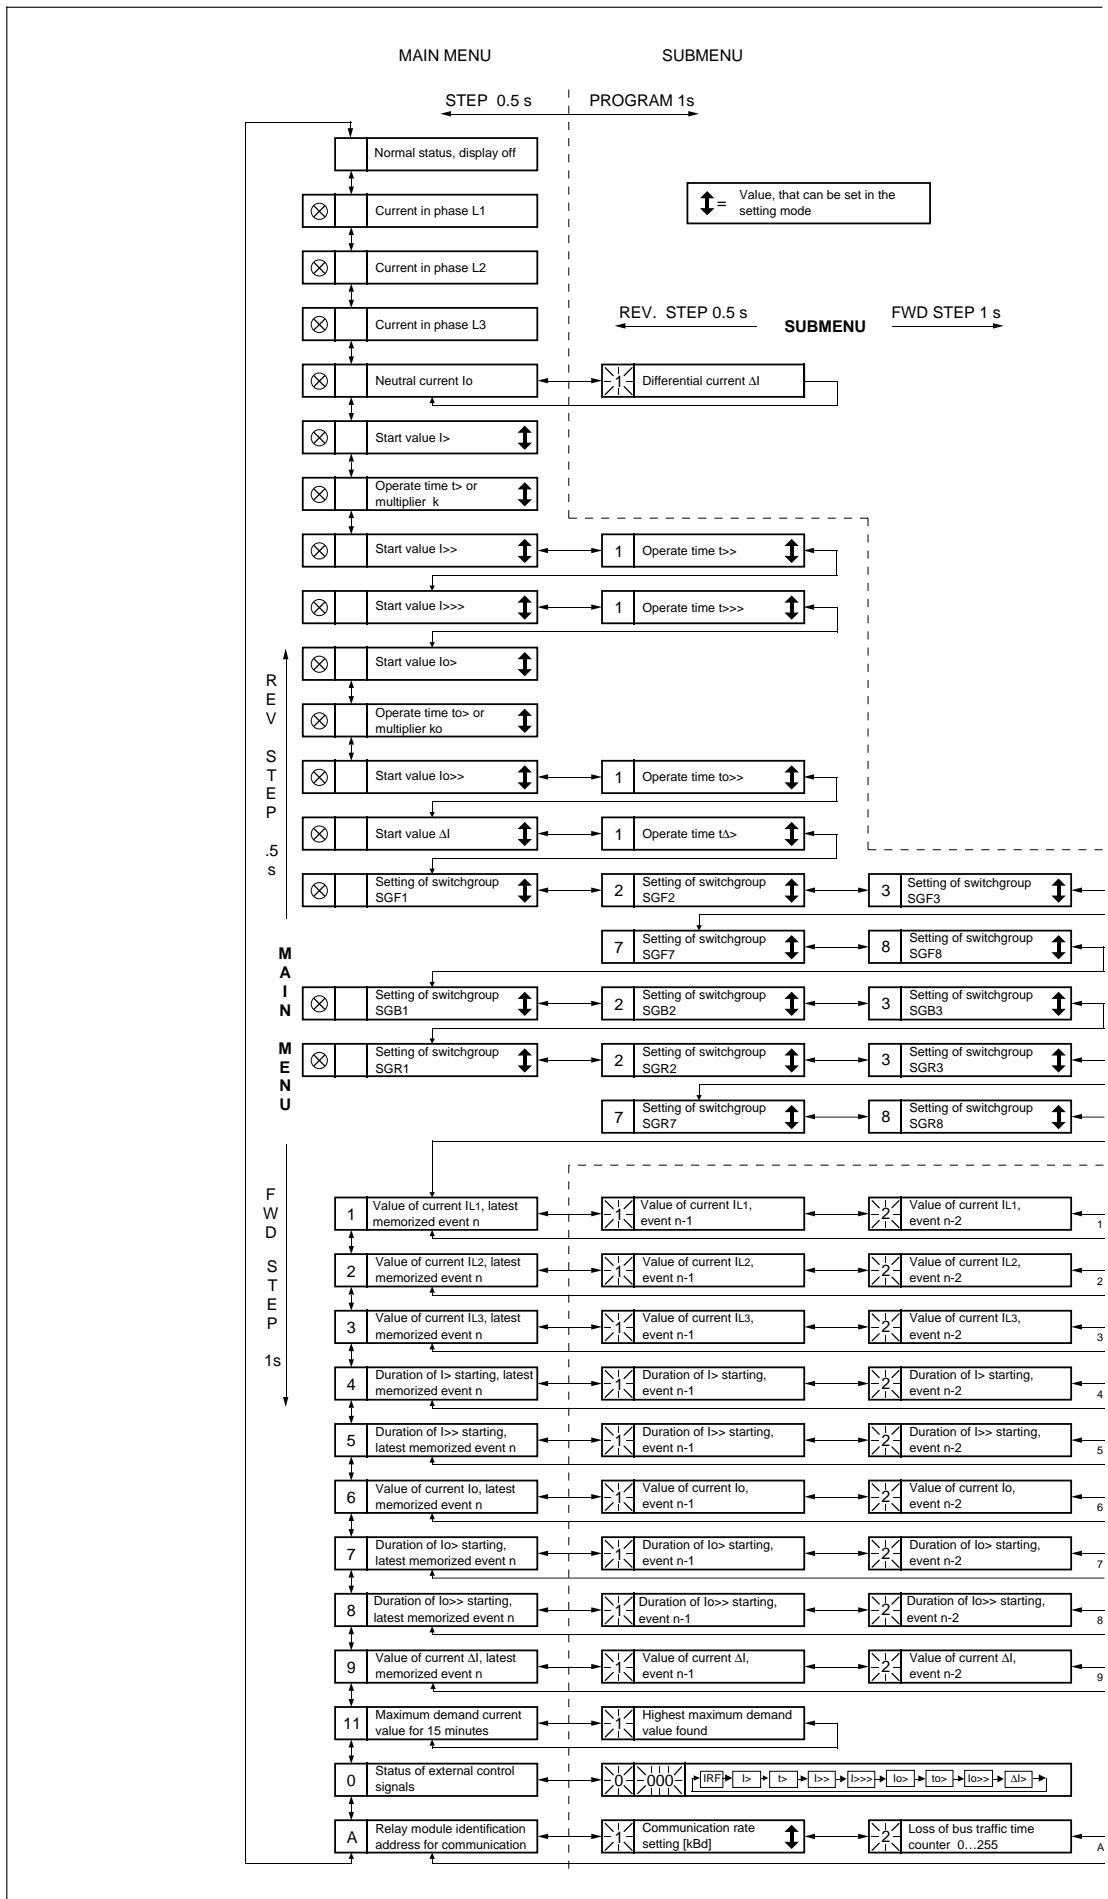 MAIN MENU SUBMENU
STEP 0.5 s PROGRAM 1s
Normal status, display off
= Value, that can be set in the
setting mode
Current in phase L1
Current in phase L2
REV. STEP 0.5 s SUBMENU FWD STEP 1 s
Current in phase L3
Neutral current Io
1 Differential current ΔI
Start value I>
Operate time t> or
multiplier k
Start value I>>
1 Operate time t>>
Start value I>>>
1 Operate time t>>>
Start value Io>
Operate time to> or
multiplier ko
Start value Io>>
1 Operate time to>>
Start value ΔI
1 Operate time tΔ>
REV STEP .5 s
Setting of switchgroup
SGF1
2 Setting of switchgroup
SGF2
3 Setting of switchgroup
SGF3
7 Setting of switchgroup
SGF7
8 Setting of switchgroup
SGF8
MAIN MENU
Setting of switchgroup
SGB1
2 Setting of switchgroup
SGB2
3 Setting of switchgroup
SGB3
Setting of switchgroup
SGR1
2 Setting of switchgroup
SGR2
3 Setting of switchgroup
SGR3
7 Setting of switchgroup
SGR7
8 Setting of switchgroup
SGR8
FWD STEP 1s
1 Value of current IL1, latest
memorized event n
1 Value of current IL1,
event n-1
2 Value of current IL1,
event n-2
1
2 Value of current IL2, latest
memorized event n
1 Value of current IL2,
event n-1
2 Value of current IL2,
event n-2
2
3 Value of current IL3, latest
memorized event n
1 Value of current IL3,
event n-1
2 Value of current IL3,
event n-2
3
4 Duration of I> starting, latest
memorized event n
1 Duration of I> starting,
event n-1
2 Duration of I> starting,
event n-2
4
5 Duration of I>> starting,
latest memorized event n
1 Duration of I>> starting,
event n-1
2 Duration of I>> starting,
event n-2
5
6 Value of current Io, latest
memorized event n
1 Value of current Io,
event n-1
2 Value of current Io,
event n-2
6
7 Duration of Io> starting,
latest memorized event n
1 Duration of Io> starting,
event n-1
2 Duration of Io> starting,
event n-2
7
8 Duration of Io>> starting,
latest memorized event n
1 Duration of Io>> starting,
event n-1
2 Duration of Io>> starting,
event n-2
8
9 Value of current ΔI, latest
memorized event n
1 Value of current ΔI,
event n-1
2 Value of current ΔI,
event n-2
9
11 Maximum demand current
value for 15 minutes
1 Highest maximum demand
value found
0 Status of external control
signals
0 000 IRF I> t> I>> I>>> Io> to> Io>> ΔI>
A Relay module identification
address for communication
1 Communication rate
setting [kBd]
2 Loss of bus traffic time
counter 0...255
A